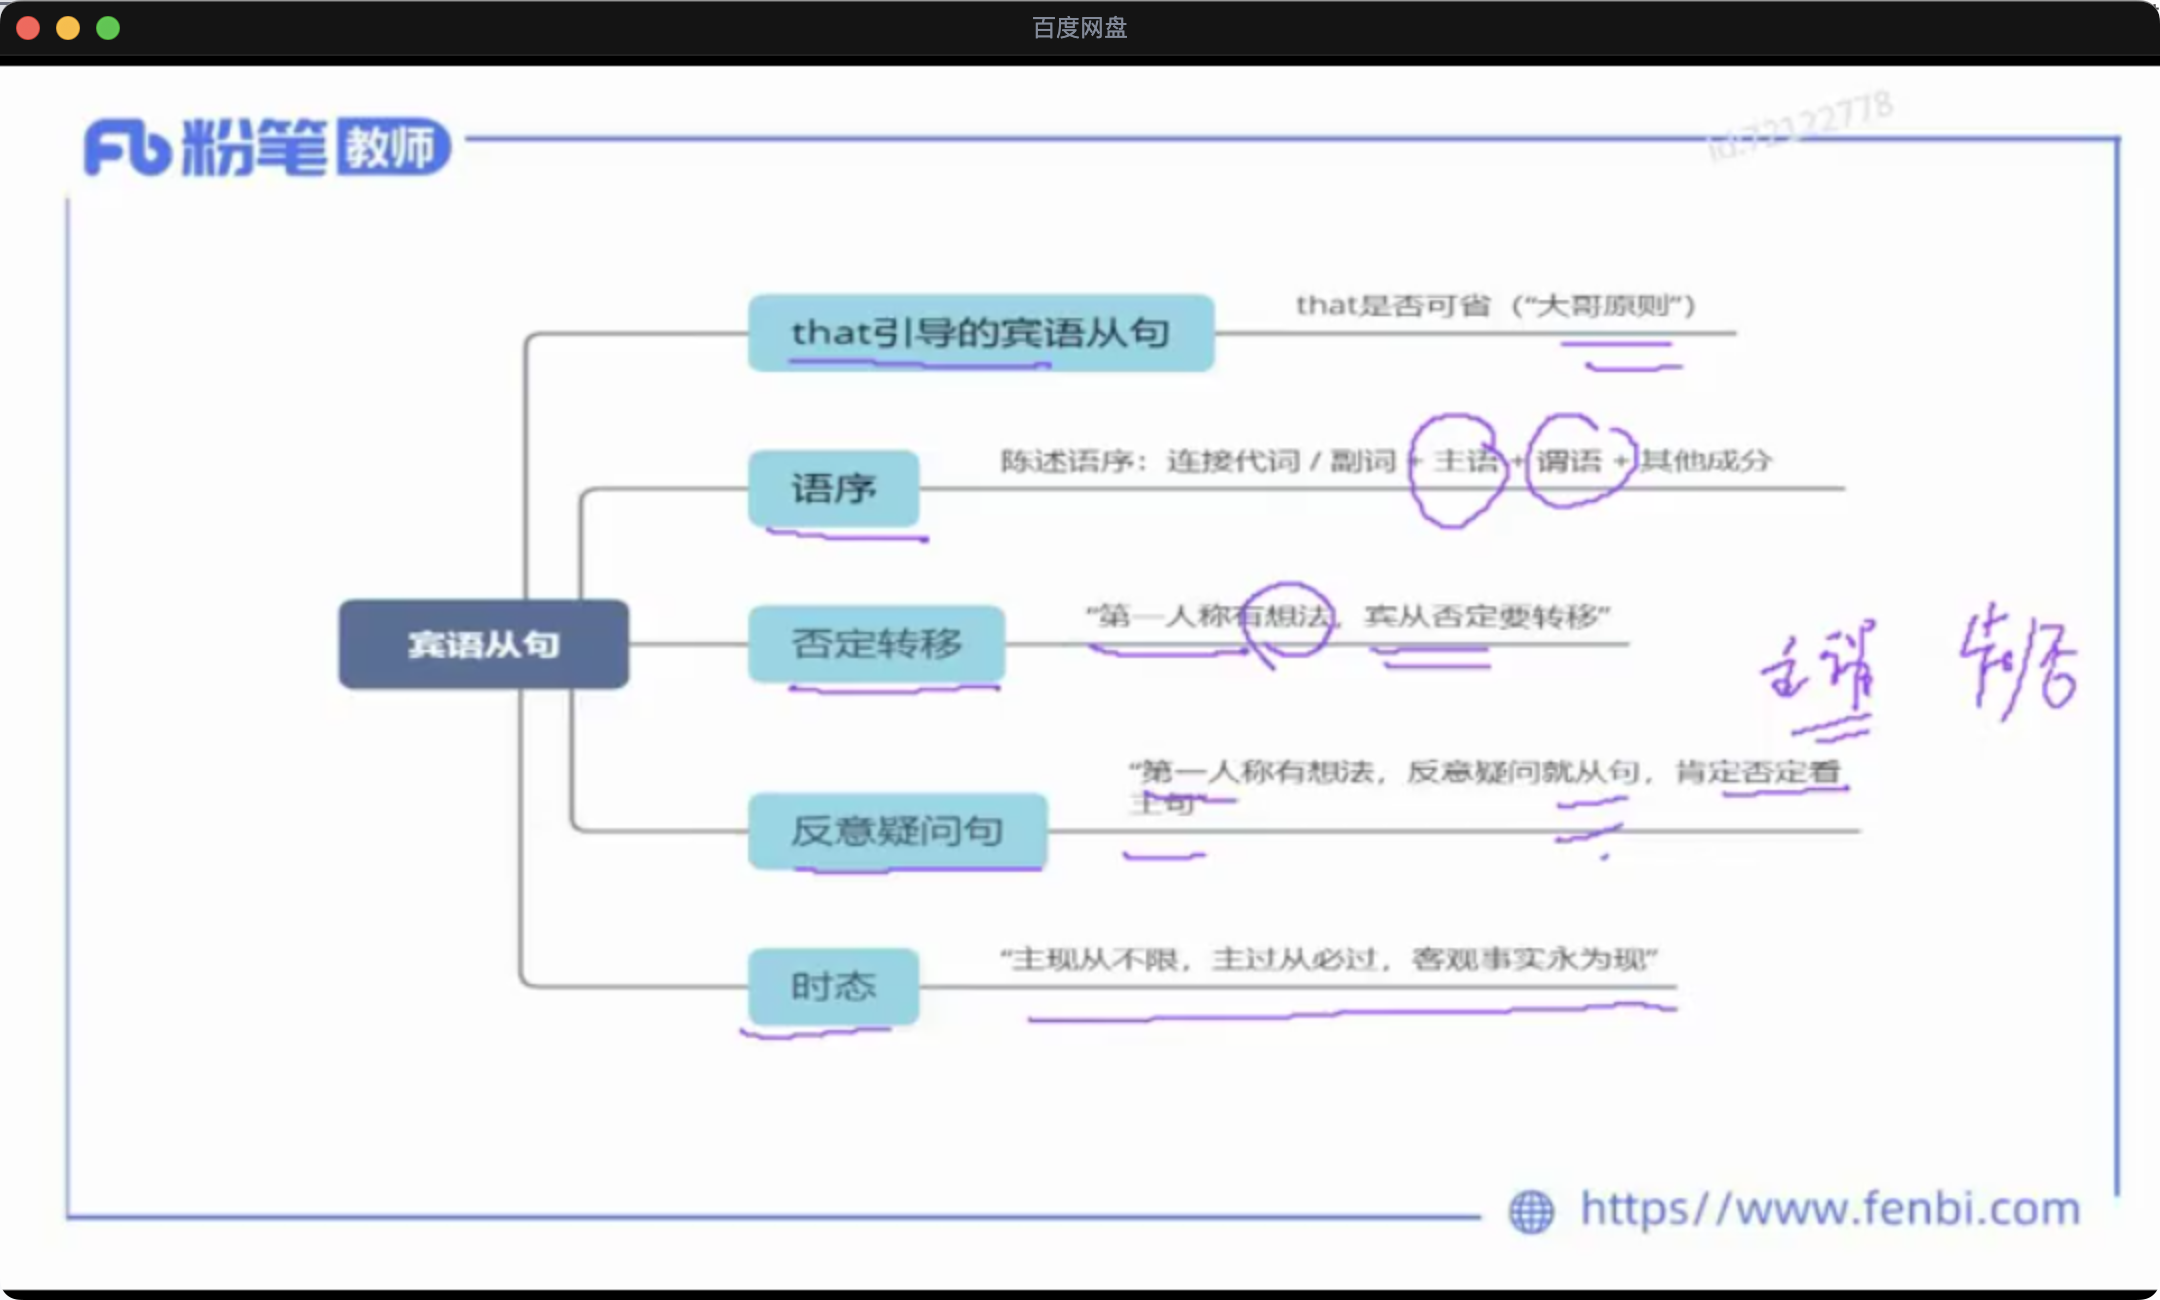 百度网盘
Fb 粉笔 教师
id:72122778
that引导的宾语从句
that是否可省（“大哥原则”）
语序
陈述语序：连接代词 / 副词 + 主语 + 谓语 + 其他成分
宾语从句
否定转移
“第一人称有想法，宾从否定要转移”
主谓
肯/否
反意疑问句
“第一人称有想法，反意疑问就从句，肯定否定看
主句”
时态
“主现从不限，主过从必过，客观事实永为现”
https//www.fenbi.com